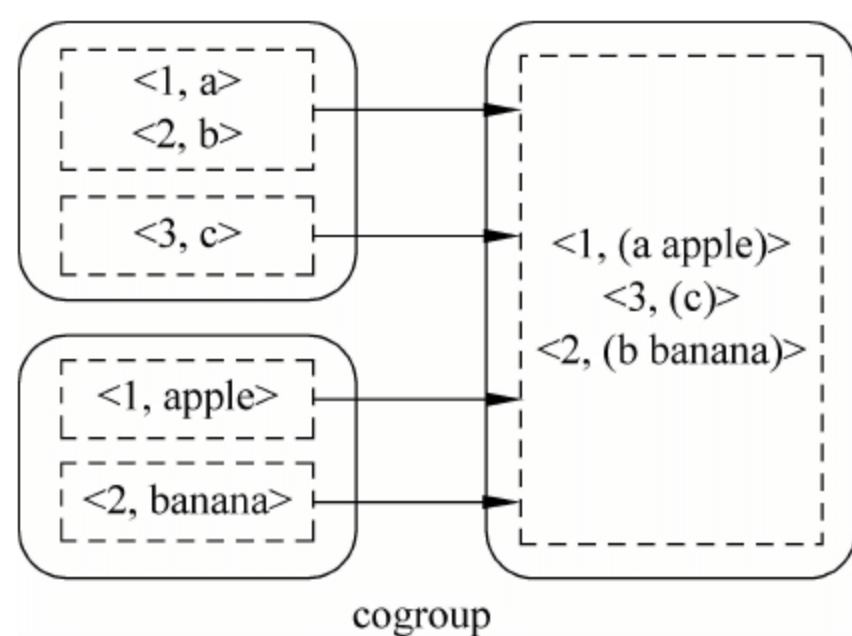 <1, a>
<2, b>
<3, c>
<1, apple>
<2, banana>
<1, (a apple)>
<3, (c)>
<2, (b banana)>
cogroup